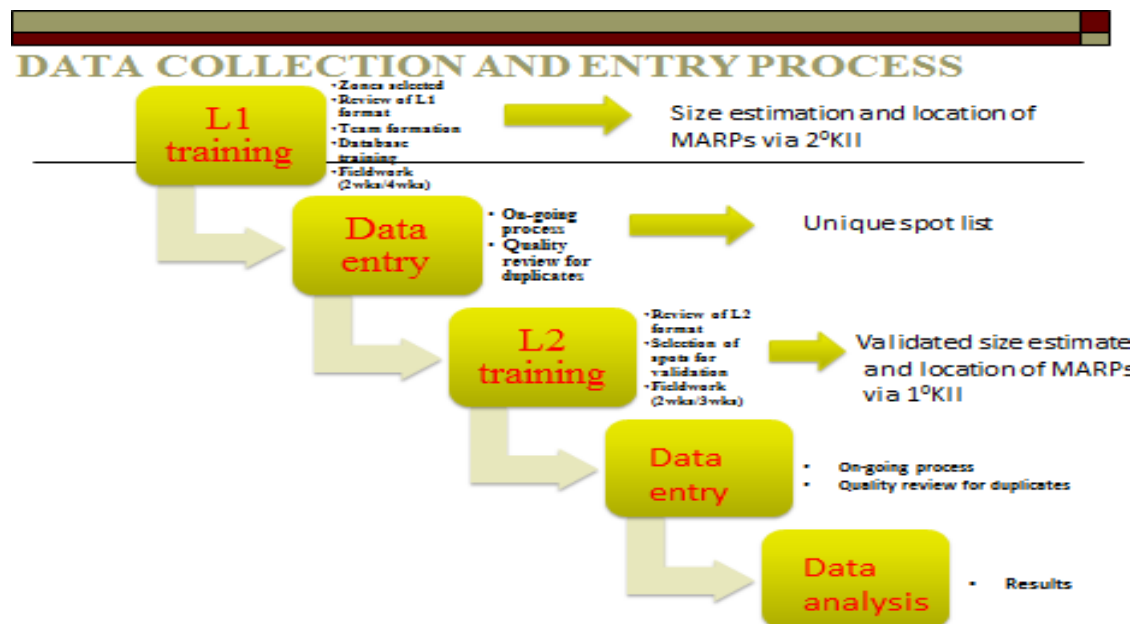 DATA COLLECTION AND ENTRY PROCESS
L1
training
•Zones selected
•Review of L1
format
•Team formation
•Database
training
•Fieldwork
(2wks/4wks)
Size estimation and location of
MARPs via 2⁰KII
Data
entry
• On-going
process
• Quality
review for
duplicates
Unique spot list
L2
training
•Review of L2
format
•Selection of
spots for
validation
•Fieldwork
(2wks/3wks)
Validated size estimate
and location of MARPs
via 1⁰KII
Data
entry
• On-going process
• Quality review for duplicates
Data
analysis
• Results